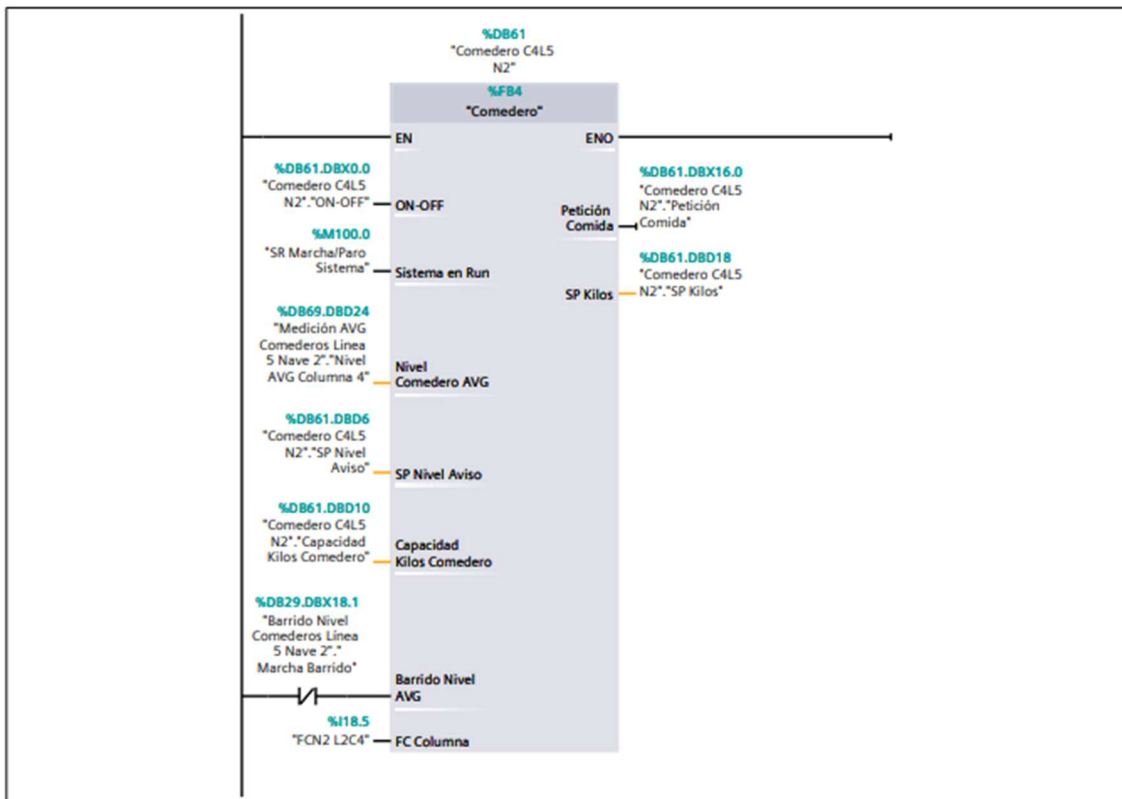 %DB61
"Comedero C4L5
N2"
%FB4
"Comedero"
EN
ENO
%DB61.DBX0.0
"Comedero C4L5
N2"."ON-OFF"
ON-OFF
%M100.0
"SR Marcha/Paro
Sistema"
Sistema en Run
%DB69.DBD24
"Medición AVG
Comederos Linea
5 Nave 2"."Nivel
AVG Columna 4"
Nivel
Comedero AVG
%DB61.DBD6
"Comedero C4L5
N2"."SP Nivel
Aviso"
SP Nivel Aviso
%DB61.DBD10
"Comedero C4L5
N2"."Capacidad
Kilos Comedero"
Capacidad
Kilos Comedero
%DB29.DBX18.1
"Barrido Nivel
Comederos Línea
5 Nave 2"."
Marcha Barrido"
Barrido Nivel
AVG
%I18.5
"FCN2 L2C4"
FC Columna
Petición
Comida
%DB61.DBX16.0
"Comedero C4L5
N2"."Petición
Comida"
SP Kilos
%DB61.DBD18
"Comedero C4L5
N2"."SP Kilos"